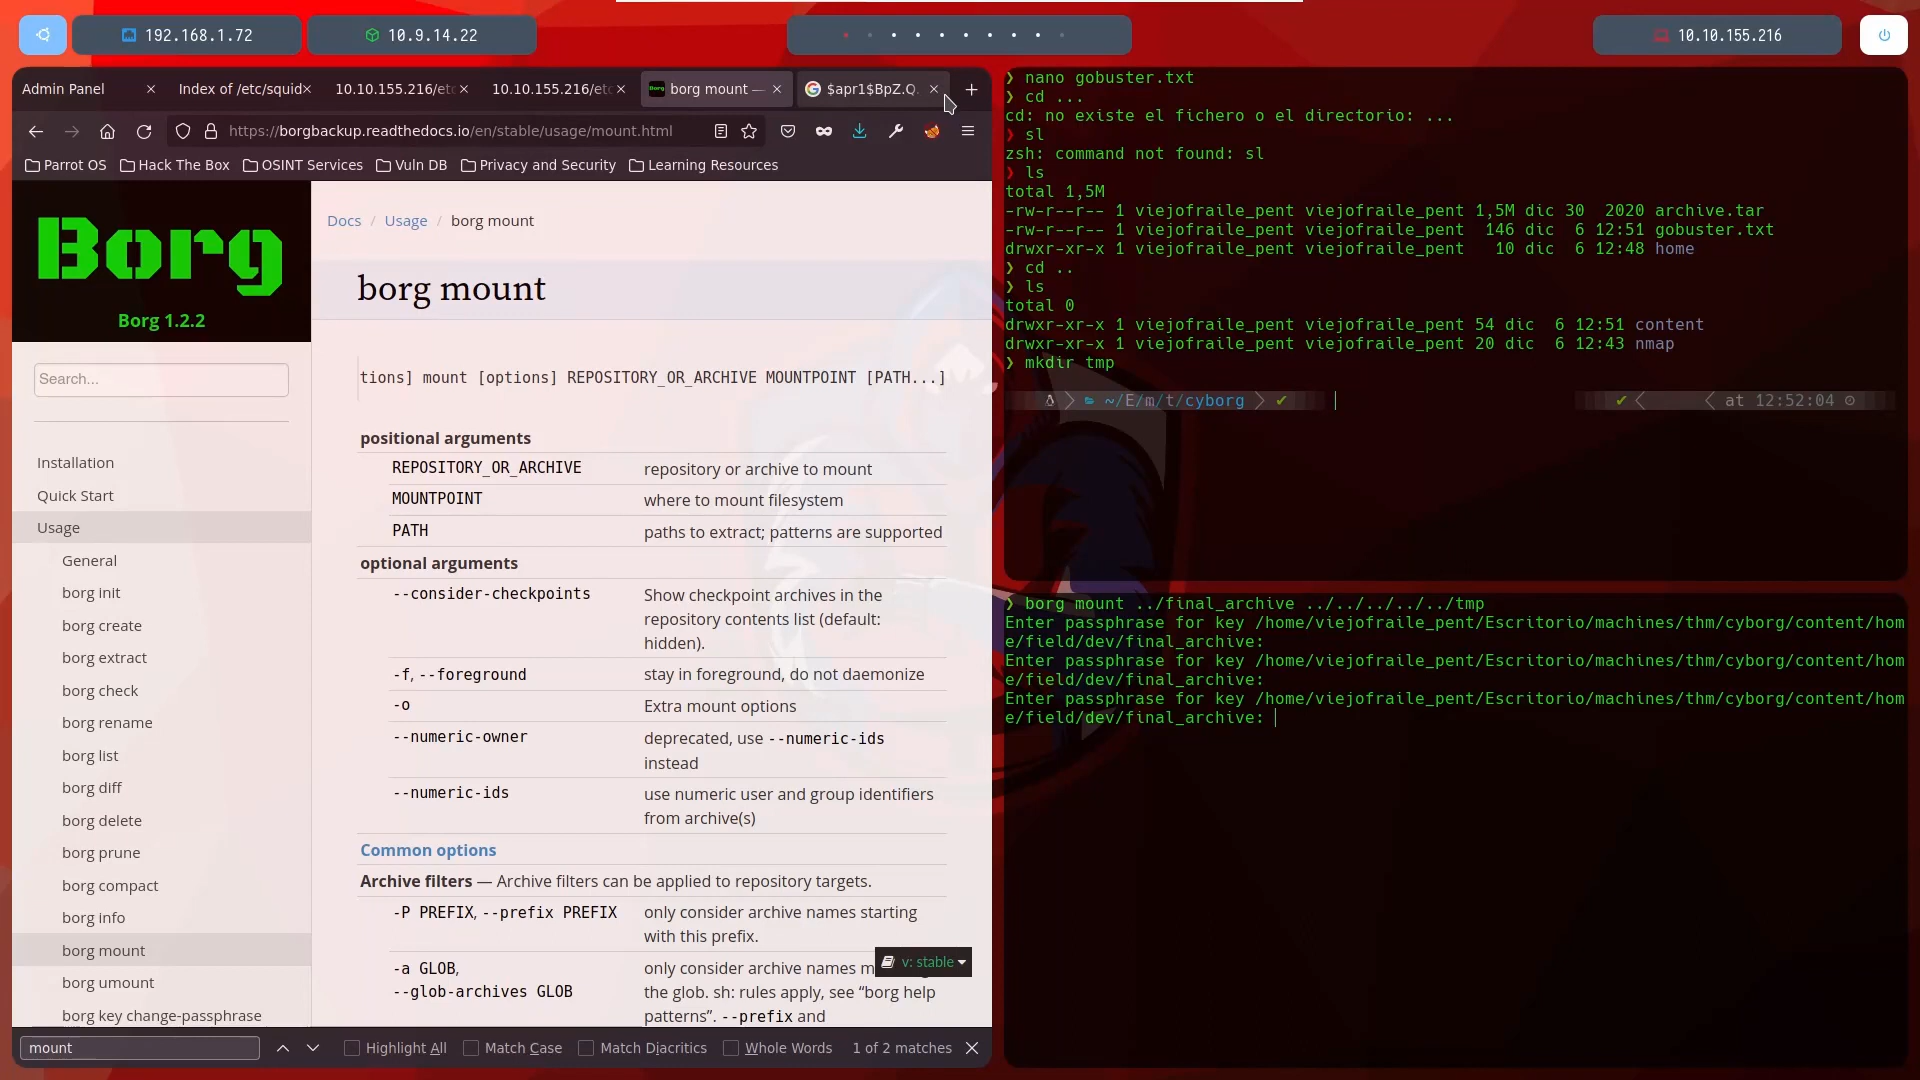 192.168.1.72
10.9.14.22
10.10.155.216
Admin Panel
Index of /etc/squid
10.10.155.216/etc
10.10.155.216/etc
borg mount —
$apr1$BpZ.Q.
https://borgbackup.readthedocs.io/en/stable/usage/mount.html
Parrot OS
Hack The Box
OSINT Services
Vuln DB
Privacy and Security
Learning Resources
Borg
Borg 1.2.2
Search...
Installation
Quick Start
Usage
General
borg init
borg create
borg extract
borg check
borg rename
borg list
borg diff
borg delete
borg prune
borg compact
borg info
borg mount
borg umount
borg key change-passphrase
Docs / Usage / borg mount
borg mount
tions] mount [options] REPOSITORY_OR_ARCHIVE MOUNTPOINT [PATH...]
positional arguments
REPOSITORY_OR_ARCHIVE repository or archive to mount
MOUNTPOINT where to mount filesystem
PATH paths to extract; patterns are supported
optional arguments
--consider-checkpoints Show checkpoint archives in the
repository contents list (default:
hidden).
-f, --foreground stay in foreground, do not daemonize
-o Extra mount options
--numeric-owner deprecated, use --numeric-ids
instead
--numeric-ids use numeric user and group identifiers
from archive(s)
Common options
Archive filters — Archive filters can be applied to repository targets.
-P PREFIX, --prefix PREFIX only consider archive names starting
with this prefix.
-a GLOB, only consider archive names m
--glob-archives GLOB the glob. sh: rules apply, see “borg help
patterns”. --prefix and
v: stable
mount
Highlight All
Match Case
Match Diacritics
Whole Words
1 of 2 matches
❯ nano gobuster.txt
❯ cd ...
cd: no existe el fichero o el directorio: ...
❯ sl
zsh: command not found: sl
❯ ls
total 1,5M
-rw-r--r-- 1 viejofraile_pent viejofraile_pent 1,5M dic 30  2020 archive.tar
-rw-r--r-- 1 viejofraile_pent viejofraile_pent  146 dic  6 12:51 gobuster.txt
drwxr-xr-x 1 viejofraile_pent viejofraile_pent   10 dic  6 12:48 home
❯ cd ..
❯ ls
total 0
drwxr-xr-x 1 viejofraile_pent viejofraile_pent 54 dic  6 12:51 content
drwxr-xr-x 1 viejofraile_pent viejofraile_pent 20 dic  6 12:43 nmap
❯ mkdir tmp
~/E/m/t/cyborg ✔
✔ at 12:52:04
❯ borg mount ../final_archive ../../../../../tmp
Enter passphrase for key /home/viejofraile_pent/Escritorio/machines/thm/cyborg/content/hom
e/field/dev/final_archive:
Enter passphrase for key /home/viejofraile_pent/Escritorio/machines/thm/cyborg/content/hom
e/field/dev/final_archive:
Enter passphrase for key /home/viejofraile_pent/Escritorio/machines/thm/cyborg/content/hom
e/field/dev/final_archive: